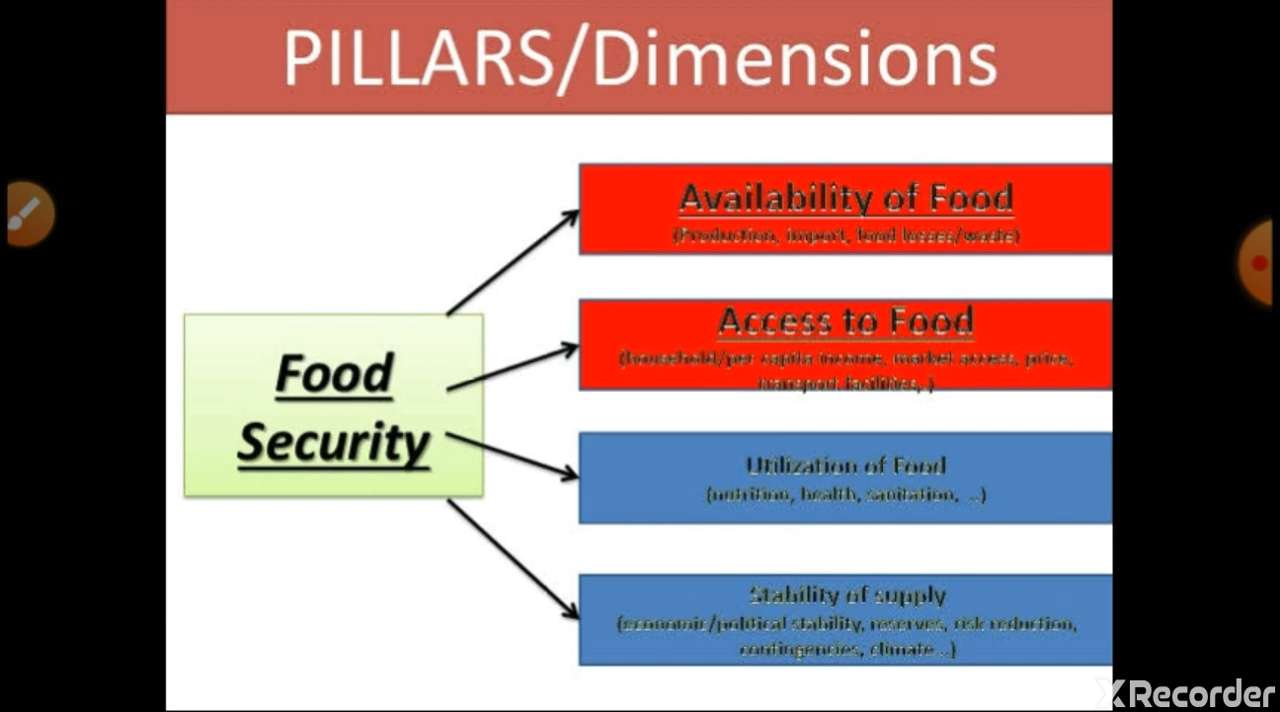 PILLARS/Dimensions
Availability of Food
(Production, import, food losses/waste)
Access to Food
(household/per capita income, market access, price,
transport facilities,.)
Food
Security
Utilization of Food
(nutrition, health, sanitation, ..)
Stability of supply
(economic/political stability, reserves, risk reduction,
contingencies, climate...)
XRecorder